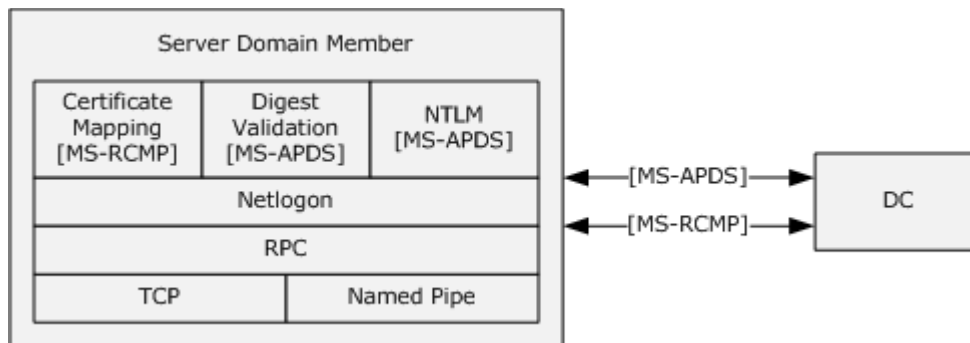 Server Domain Member
Certificate
Mapping
[MS-RCMP]
Digest
Validation
[MS-APDS]
NTLM
[MS-APDS]
Netlogon
RPC
TCP
Named Pipe
[MS-APDS]
[MS-RCMP]
DC